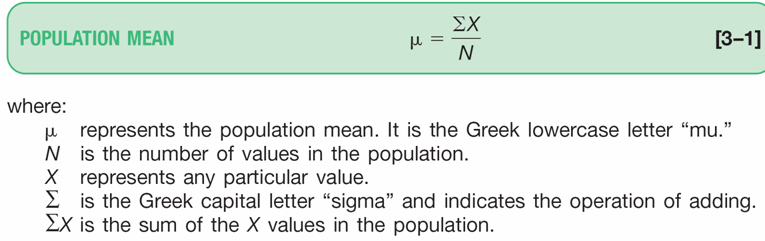 POPULATION MEAN μ = ΣX / N [3–1]
where:
μ represents the population mean. It is the Greek lowercase letter “mu.”
N is the number of values in the population.
X represents any particular value.
Σ is the Greek capital letter “sigma” and indicates the operation of adding.
ΣX is the sum of the X values in the population.